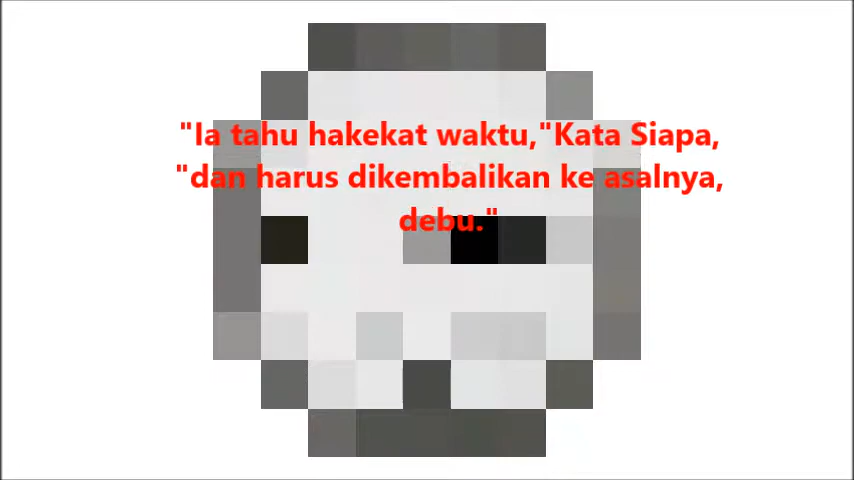 "Ia tahu hakekat waktu,"Kata Siapa,
"dan harus dikembalikan ke asalnya,
debu."